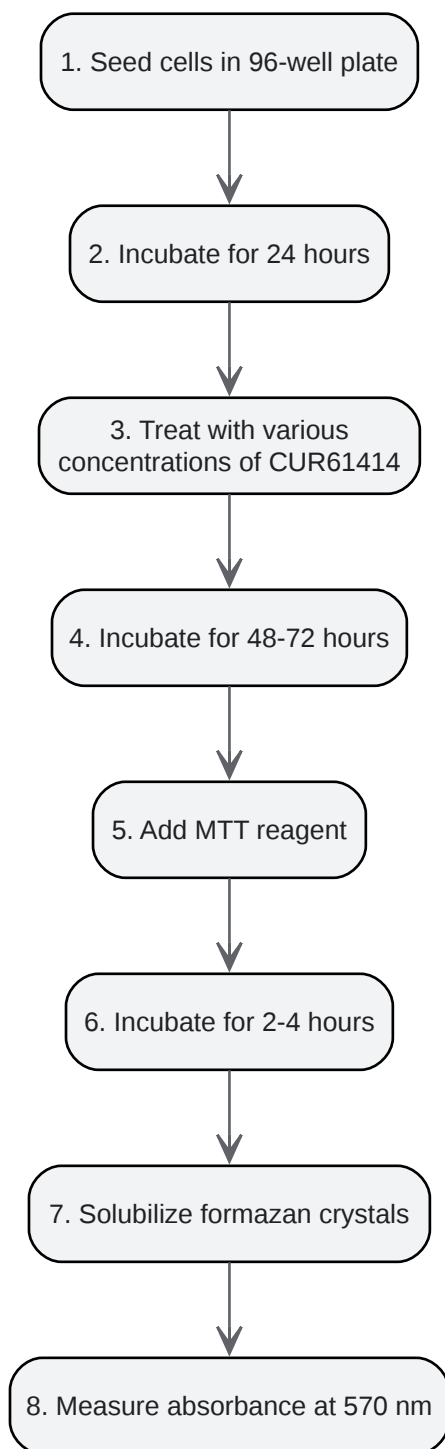 1. Seed cells in 96-well plate
2. Incubate for 24 hours
3. Treat with various
concentrations of CUR61414
4. Incubate for 48-72 hours
5. Add MTT reagent
6. Incubate for 2-4 hours
7. Solubilize formazan crystals
8. Measure absorbance at 570 nm